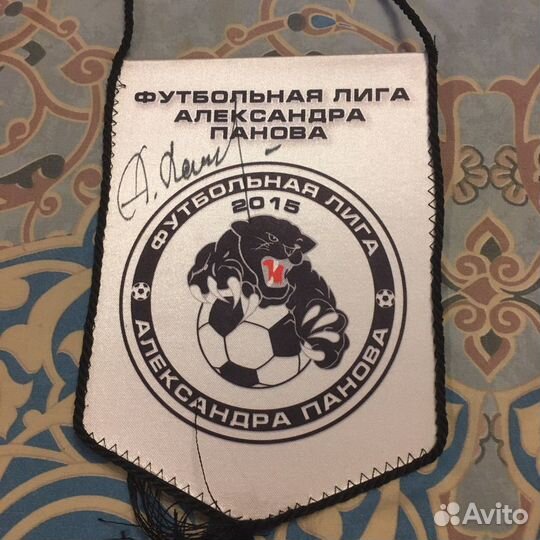 ФУТБОЛЬНАЯ ЛИГА
АЛЕКСАНДРА
ПАНОВА
ФУТБОЛЬНАЯ ЛИГА
2015
АЛЕКСАНДРА ПАНОВА
Avito